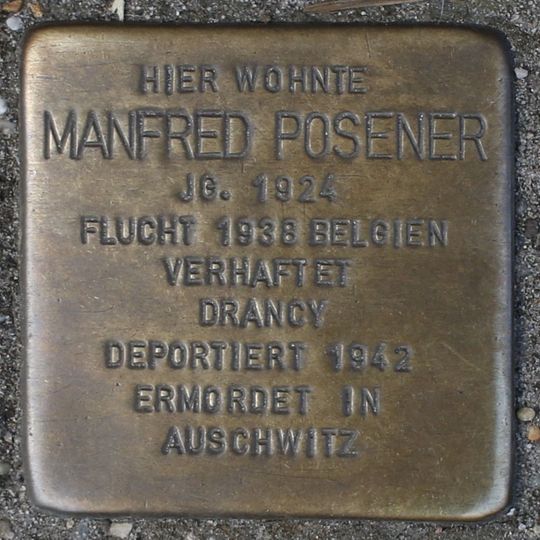 HIER WOHNTE
MANFRED POSENER
JG. 1924
FLUCHT 1938 BELGIEN
VERHAFTET
DRANCY
DEPORTIERT 1942
ERMORDET IN
AUSCHWITZ